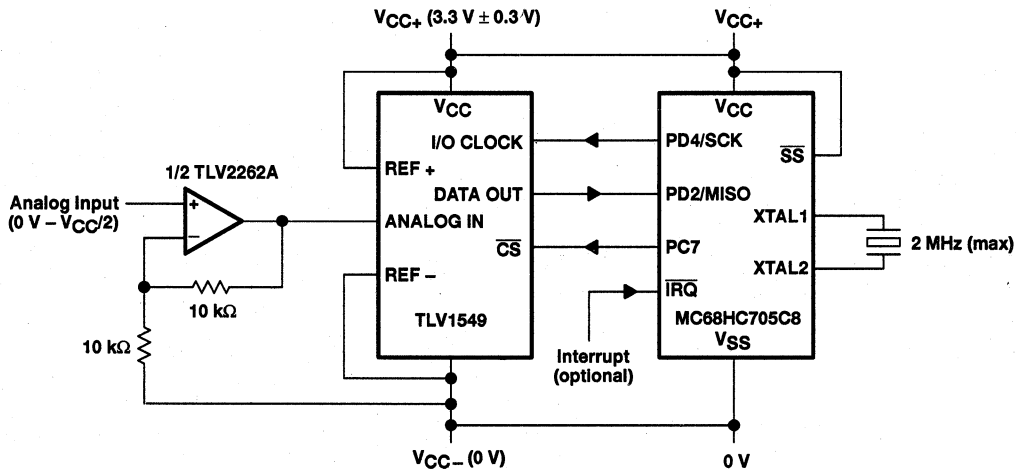 VCC+ (3.3 V ± 0.3 V)
VCC+
VCC
I/O CLOCK
REF +
DATA OUT
ANALOG IN
CS
REF –
TLV1549
VCC
PD4/SCK
SS
PD2/MISO
XTAL1
PC7
XTAL2
IRQ
MC68HC705C8
VSS
2 MHz (max)
1/2 TLV2262A
Analog Input
(0 V – VCC/2)
+
–
10 kΩ
10 kΩ
Interrupt
(optional)
VCC– (0 V)
0 V